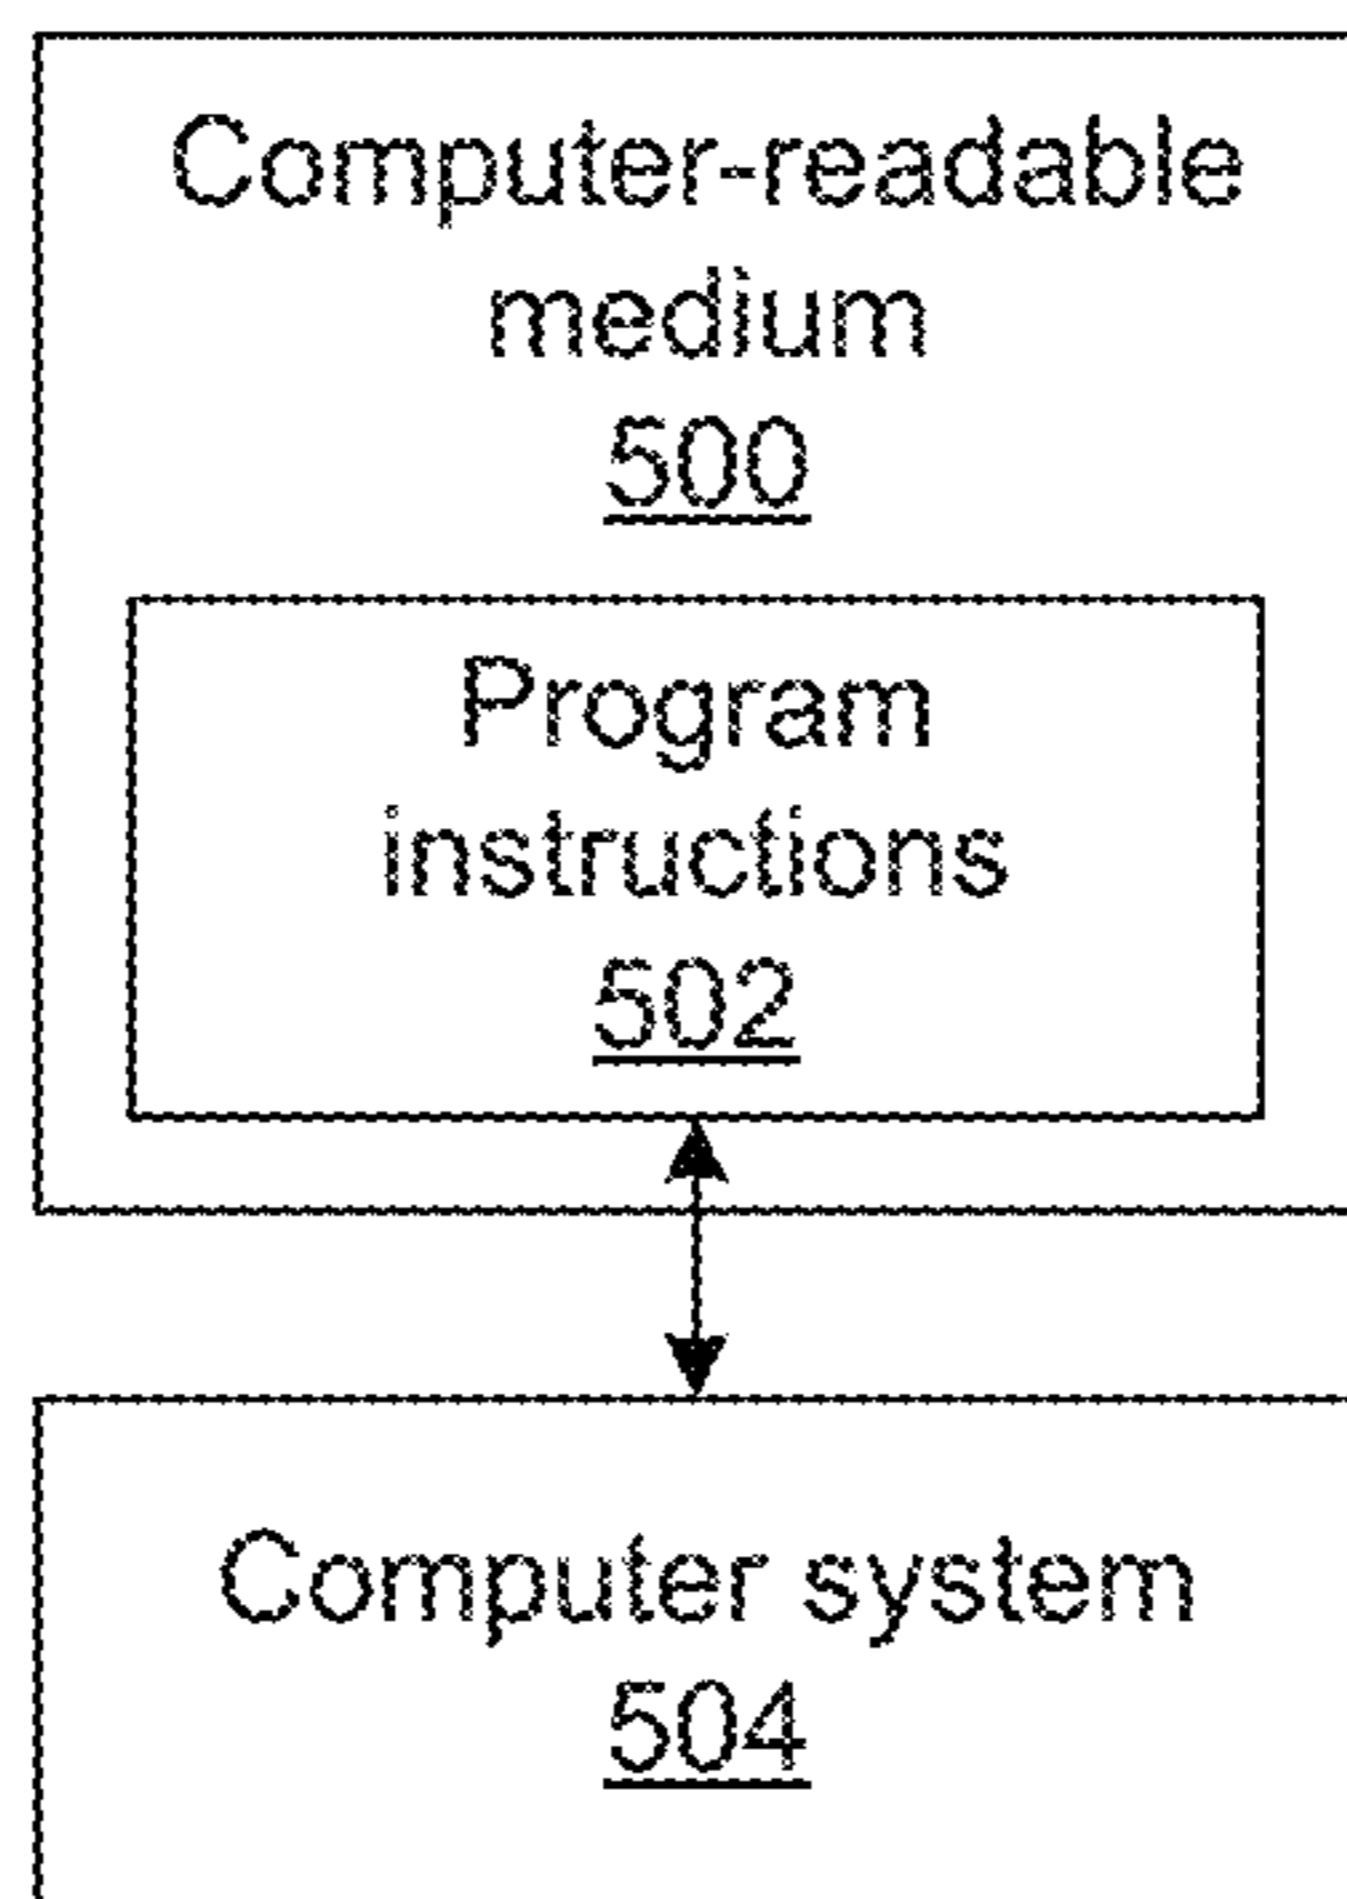 Computer-readable
medium
500
Program
instructions
502
Computer system
504